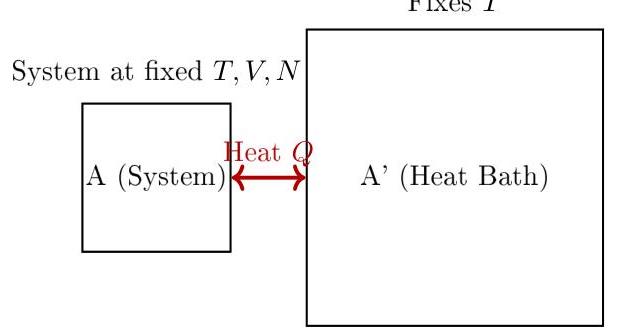 Fixes T
System at fixed T, V, N
Heat Q
A (System)
A' (Heat Bath)